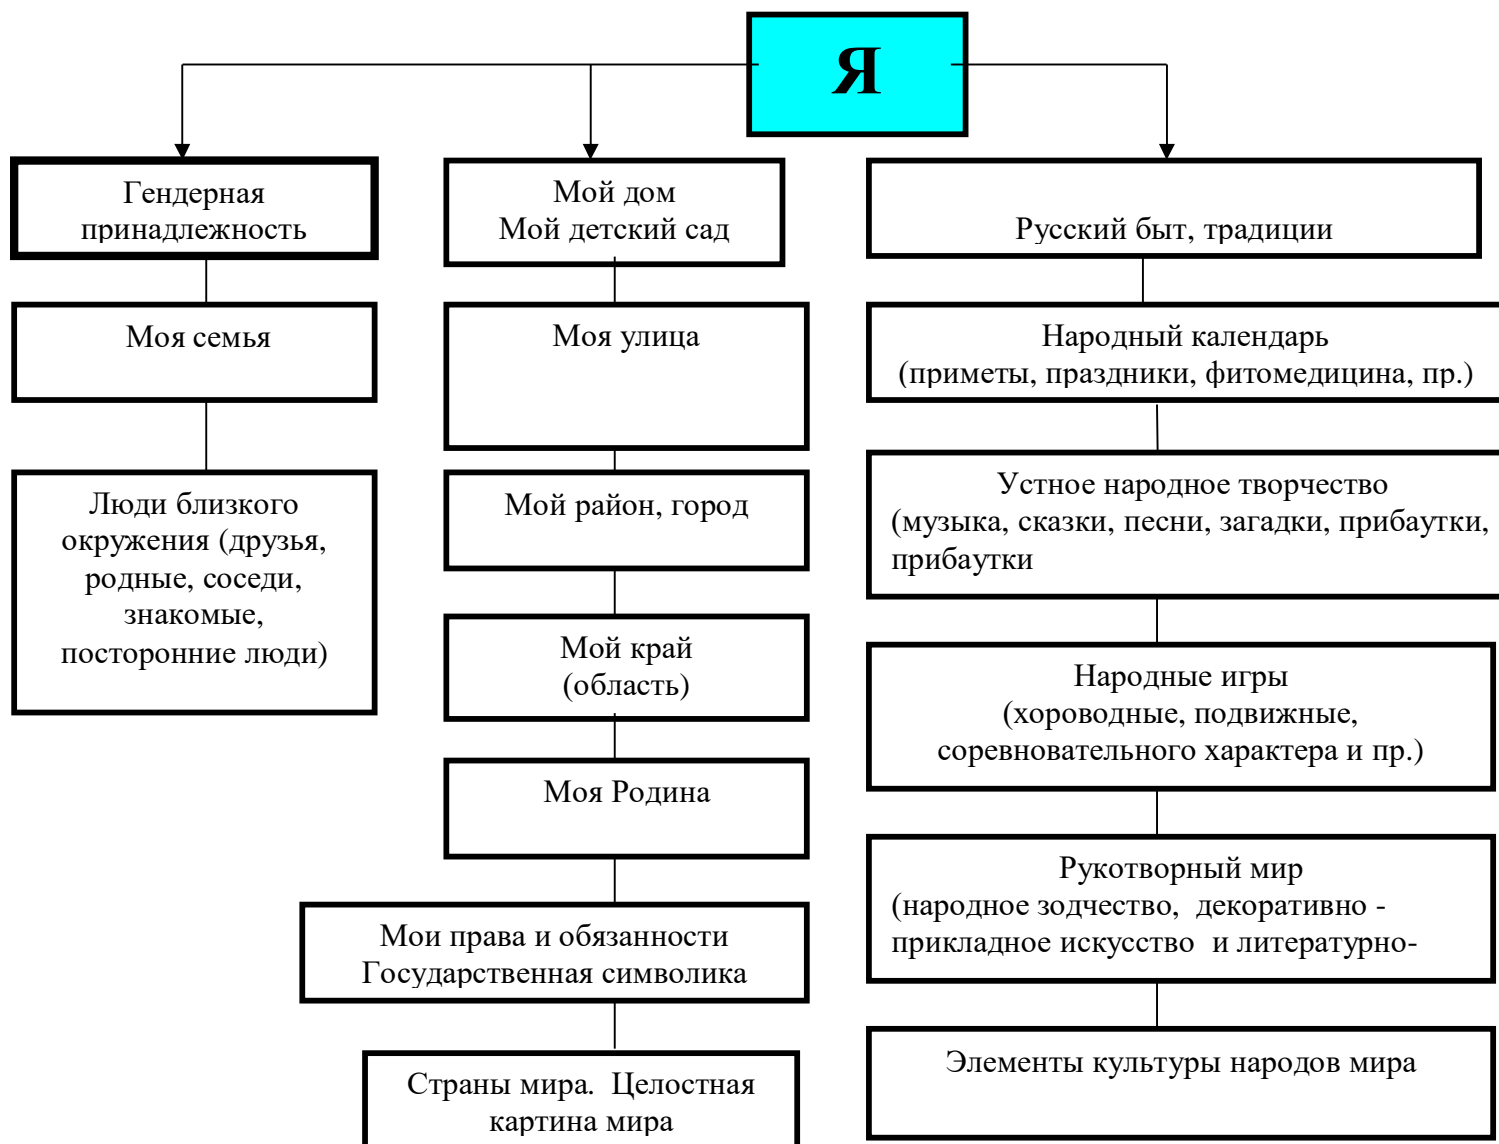 Я
Гендерная
принадлежность
Моя семья
Люди близкого
окружения (друзья,
родные, соседи,
знакомые,
посторонние люди)
Мой дом
Мой детский сад
Моя улица
Мой район, город
Мой край
(область)
Моя Родина
Мои права и обязанности
Государственная символика
Страны мира.  Целостная
картина мира
Русский быт, традиции
Народный календарь
(приметы, праздники, фитомедицина, пр.)
Устное народное творчество
(музыка, сказки, песни, загадки, прибаутки,
прибаутки
Народные игры
(хороводные, подвижные,
соревновательного характера и пр.)
Рукотворный мир
(народное зодчество,  декоративно -
прикладное искусство  и литературно-
Элементы культуры народов мира